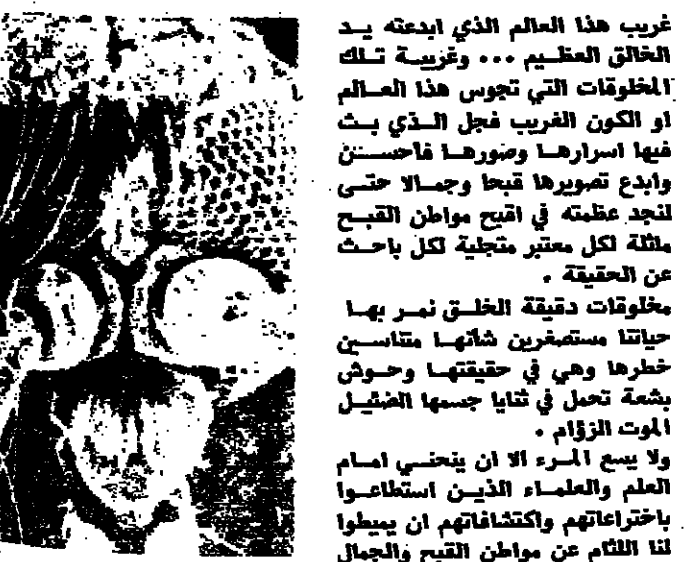 غريب هذا العالم الذي ابدعته يد
الخالق العظيم ... وغريبة تلك
المخلوقات التي تجوس هذا العالم
او الكون الغريب فجل الذي بث
فيها اسرارها وصورها فأحسن
وابدع تصويرها قبحا وجمالا حتى
لنجد عظمته في اقبح مواطن القبح
ماثلة لكل معتبر متجلية لكل باحث
عن الحقيقة .
مخلوقات دقيقة الخلق نمر بها
حياتنا مستصغرين شأنها متناسين
خطرها وهي في حقيقتها وحوش
بشعة تحمل في ثنايا جسمها الضئيل
الموت الزؤام .
ولا يسع المرء الا ان ينحني امام
العلم والعلماء الذين استطاعوا
باختراعاتهم واكتشافاتهم ان يميطوا
لنا اللثام عن مواطن القبح والجمال